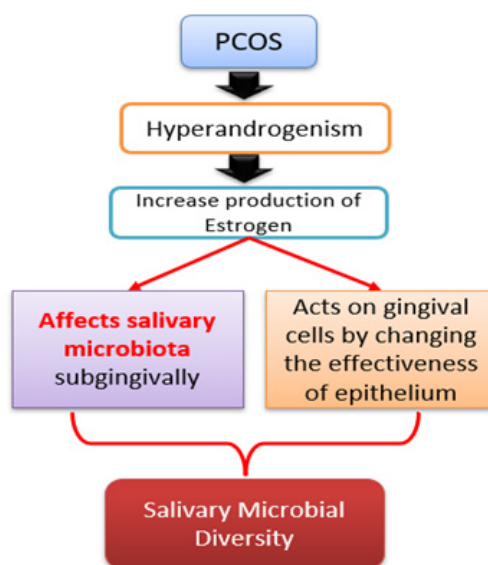 PCOS
Hyperandrogenism
Increase production of
Estrogen
Affects salivary
microbiota
subgingivally
Acts on gingival
cells by changing
the effectiveness
of epithelium
Salivary Microbial
Diversity